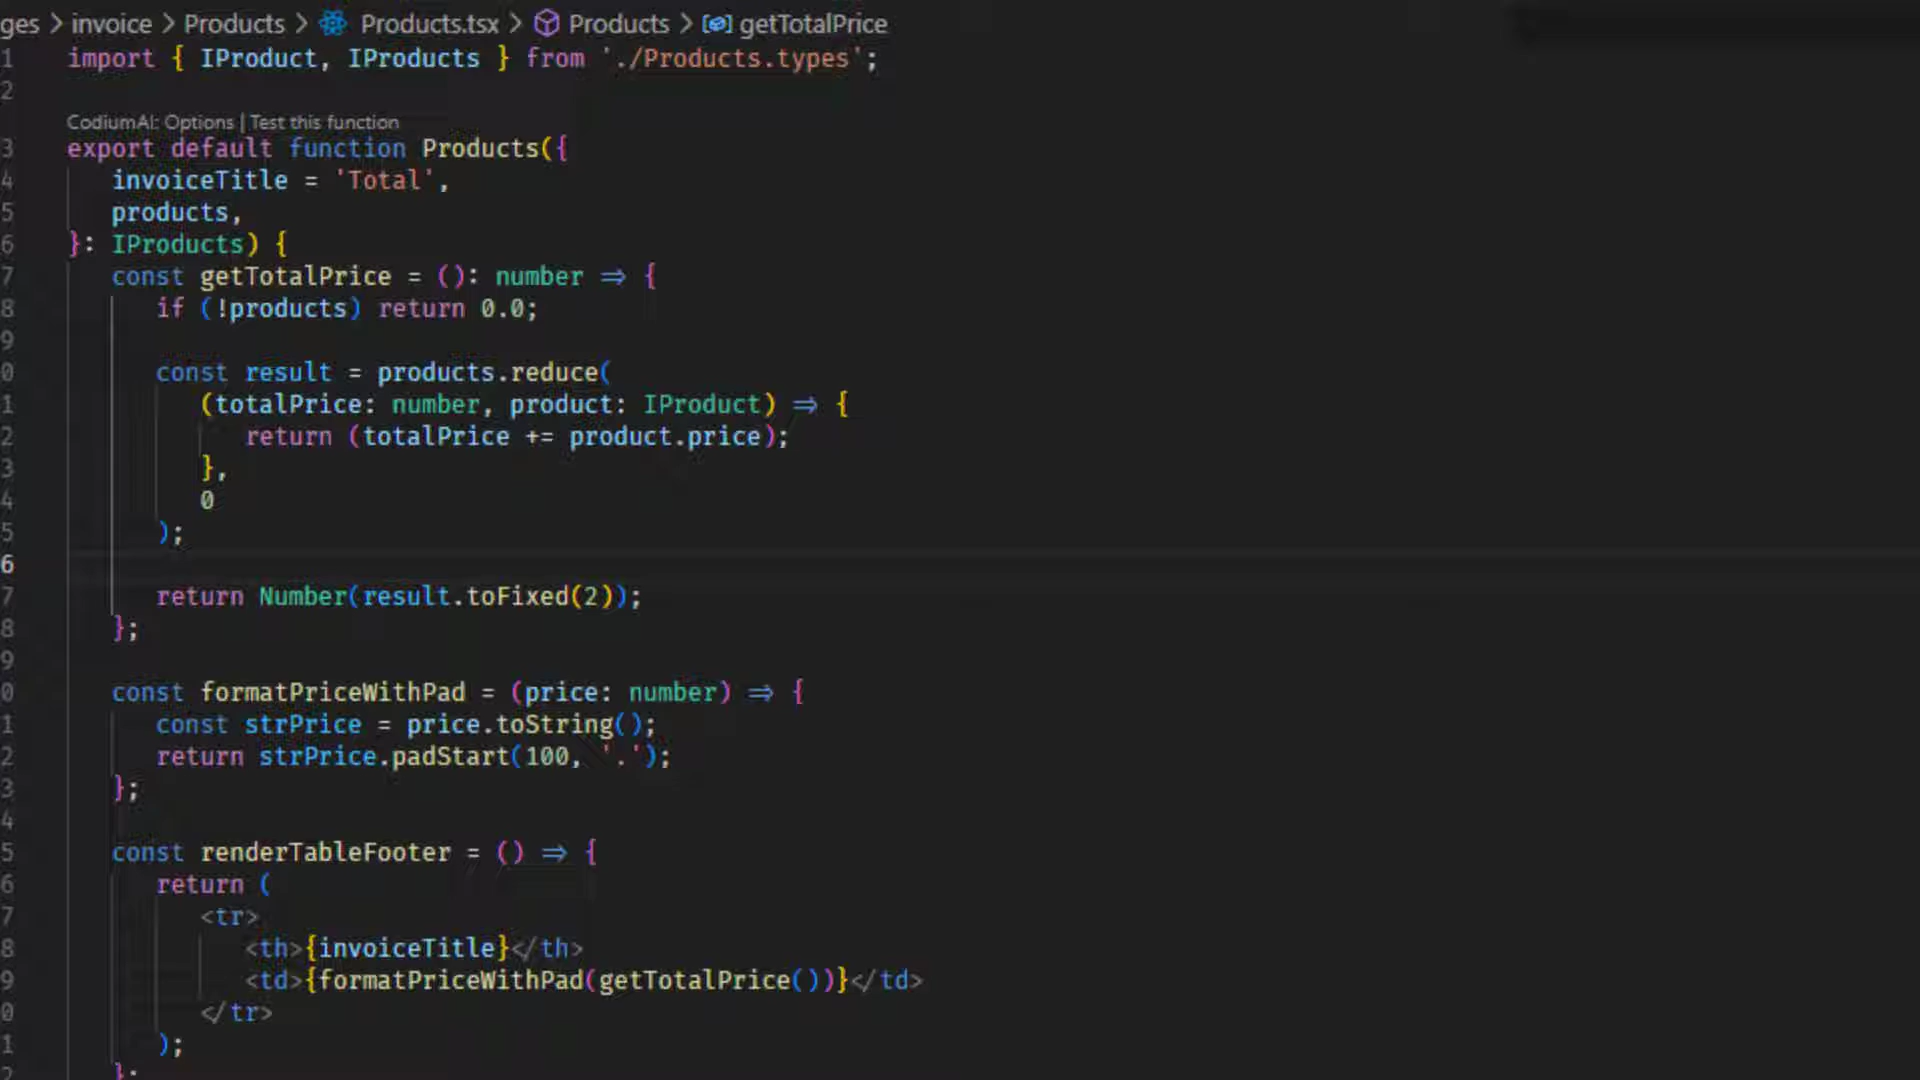 ges > invoice > Products > Products.tsx > Products > getTotalPrice
1 import { IProduct, IProducts } from './Products.types';
2
CodiumAI: Options | Test this function
3 export default function Products({
4 invoiceTitle = 'Total',
5 products,
6 }: IProducts) {
7 const getTotalPrice = (): number => {
8 if (!products) return 0.0;
9
0 const result = products.reduce(
1 (totalPrice: number, product: IProduct) => {
2 return (totalPrice += product.price);
3 },
4 0
5 );
6
7 return Number(result.toFixed(2));
8 };
9
0 const formatPriceWithPad = (price: number) => {
1 const strPrice = price.toString();
2 return strPrice.padStart(100, '.');
3 };
4
5 const renderTableFooter = () => {
6 return (
7 <tr>
8 <th>{invoiceTitle}</th>
9 <td>{formatPriceWithPad(getTotalPrice())}</td>
0 </tr>
1 );
2 };